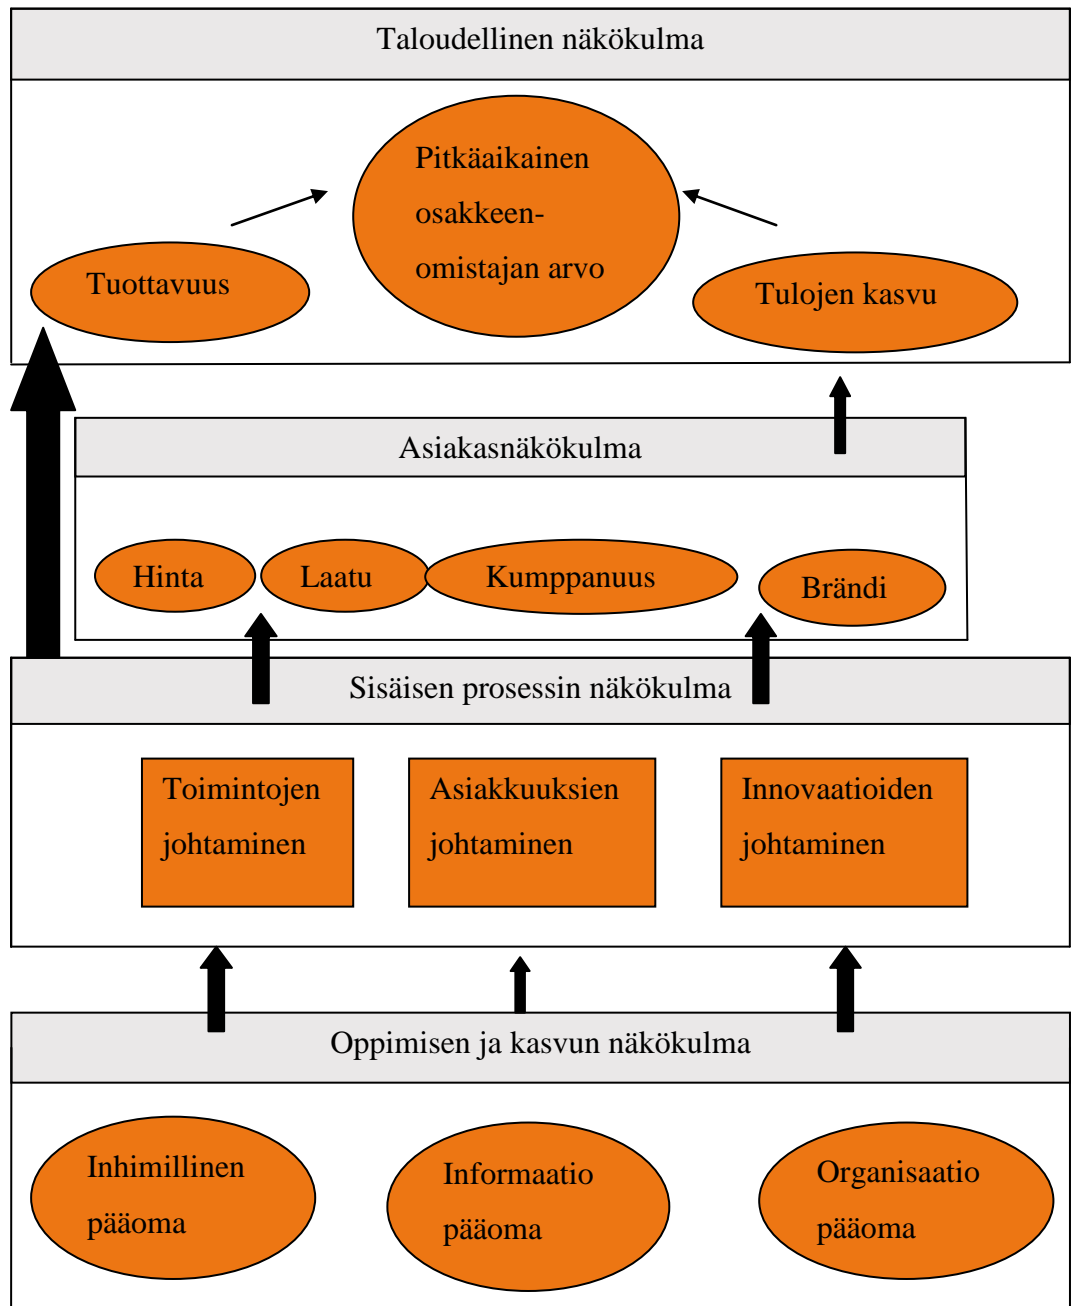 Taloudellinen näkökulma
Pitkäaikainen
osakkeen-
omistajan arvo
Tuottavuus
Tulojen kasvu
Asiakasnäkökulma
Hinta
Laatu
Kumppanuus
Brändi
Sisäisen prosessin näkökulma
Toimintojen
johtaminen
Asiakkuuksien
johtaminen
Innovaatioiden
johtaminen
Oppimisen ja kasvun näkökulma
Inhimillinen
pääoma
Informaatio
pääoma
Organisaatio
pääoma